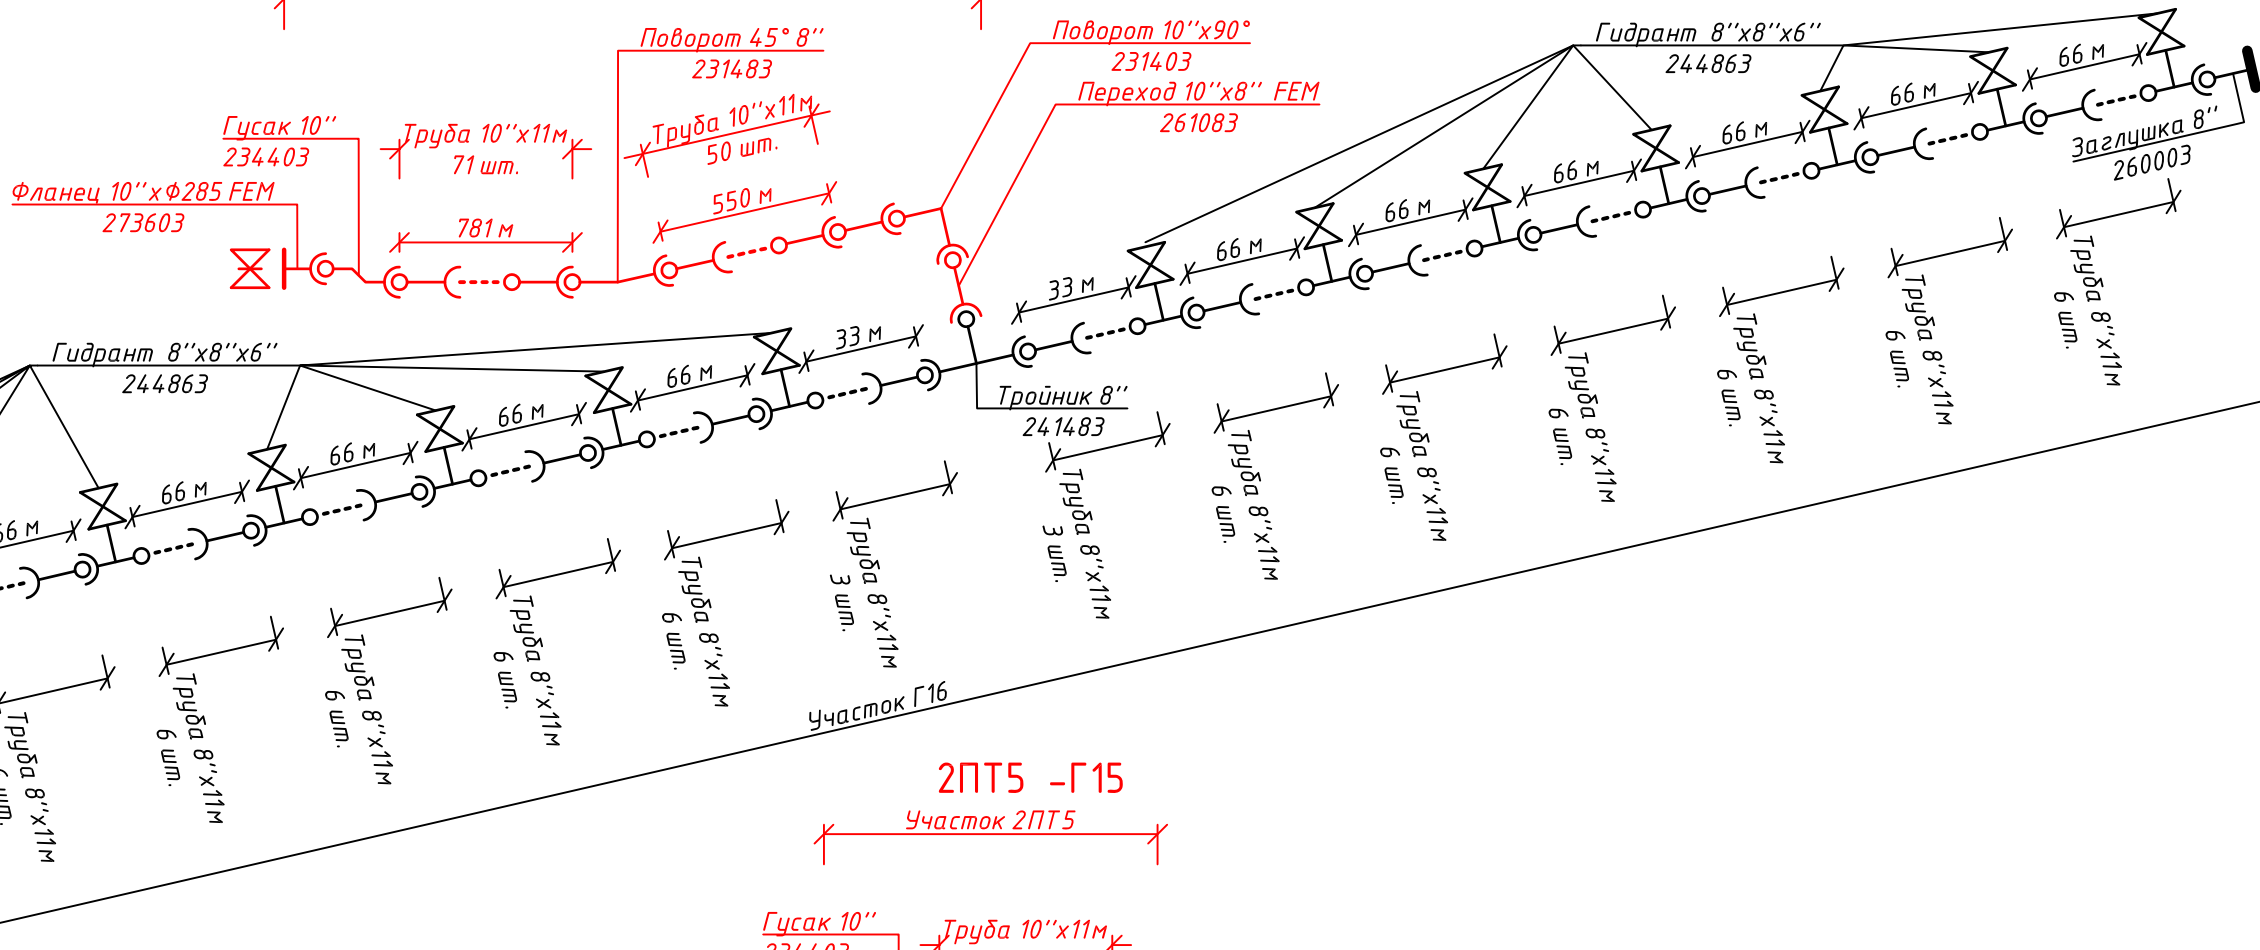 Поворот 45° 8''
231483
Поворот 10''х90°
231403
Переход 10''х8'' FEM
261083
Гидрант 8''х8''х6''
244863
Гусак 10''
234403
Труба 10''х11м
71 шт.
Труба 10''х11м
50 шт.
Фланец 10''хФ285 FEM
273603
781 м
550 м
33 м
66 м
66 м
66 м
66 м
66 м
66 м
Заглушка 8''
260003
Гидрант 8''х8''х6''
244863
66 м
66 м
66 м
66 м
66 м
33 м
Тройник 8''
241483
Труба 8''х11м
6 шт.
Труба 8''х11м
6 шт.
Труба 8''х11м
6 шт.
Труба 8''х11м
6 шт.
Труба 8''х11м
6 шт.
Труба 8''х11м
3 шт.
Труба 8''х11м
3 шт.
Труба 8''х11м
6 шт.
Труба 8''х11м
6 шт.
Труба 8''х11м
6 шт.
Труба 8''х11м
6 шт.
Труба 8''х11м
6 шт.
Труба 8''х11м
6 шт.
Участок Г16
2ПТ5 -Г15
Участок 2ПТ5
Гусак 10''
234403
Труба 10''х11м